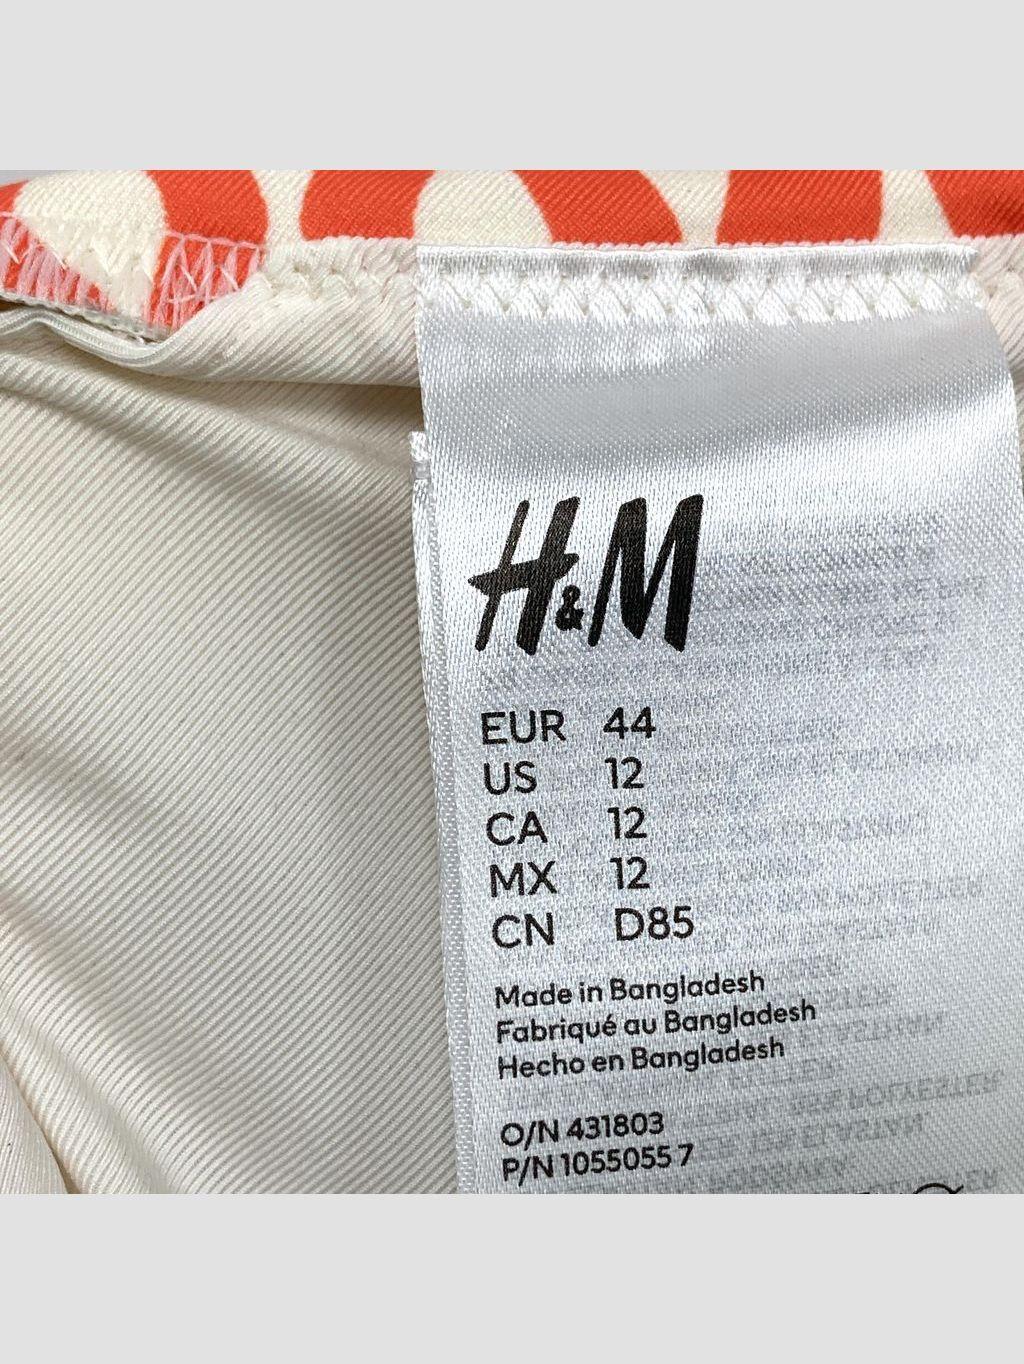 H&M
EUR 44
US 12
CA 12
MX 12
CN D85
Made in Bangladesh
Fabriqué au Bangladesh
Hecho en Bangladesh
O/N 431803
P/N 1055055 7